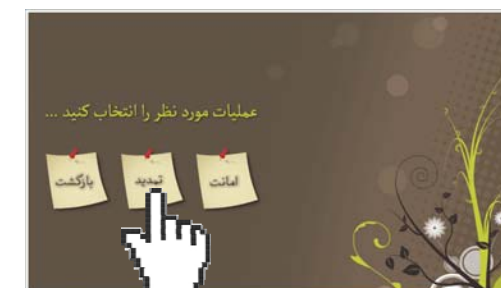 عملیات مورد نظر را انتخاب کنید ...
امانت تمدید بازگشت